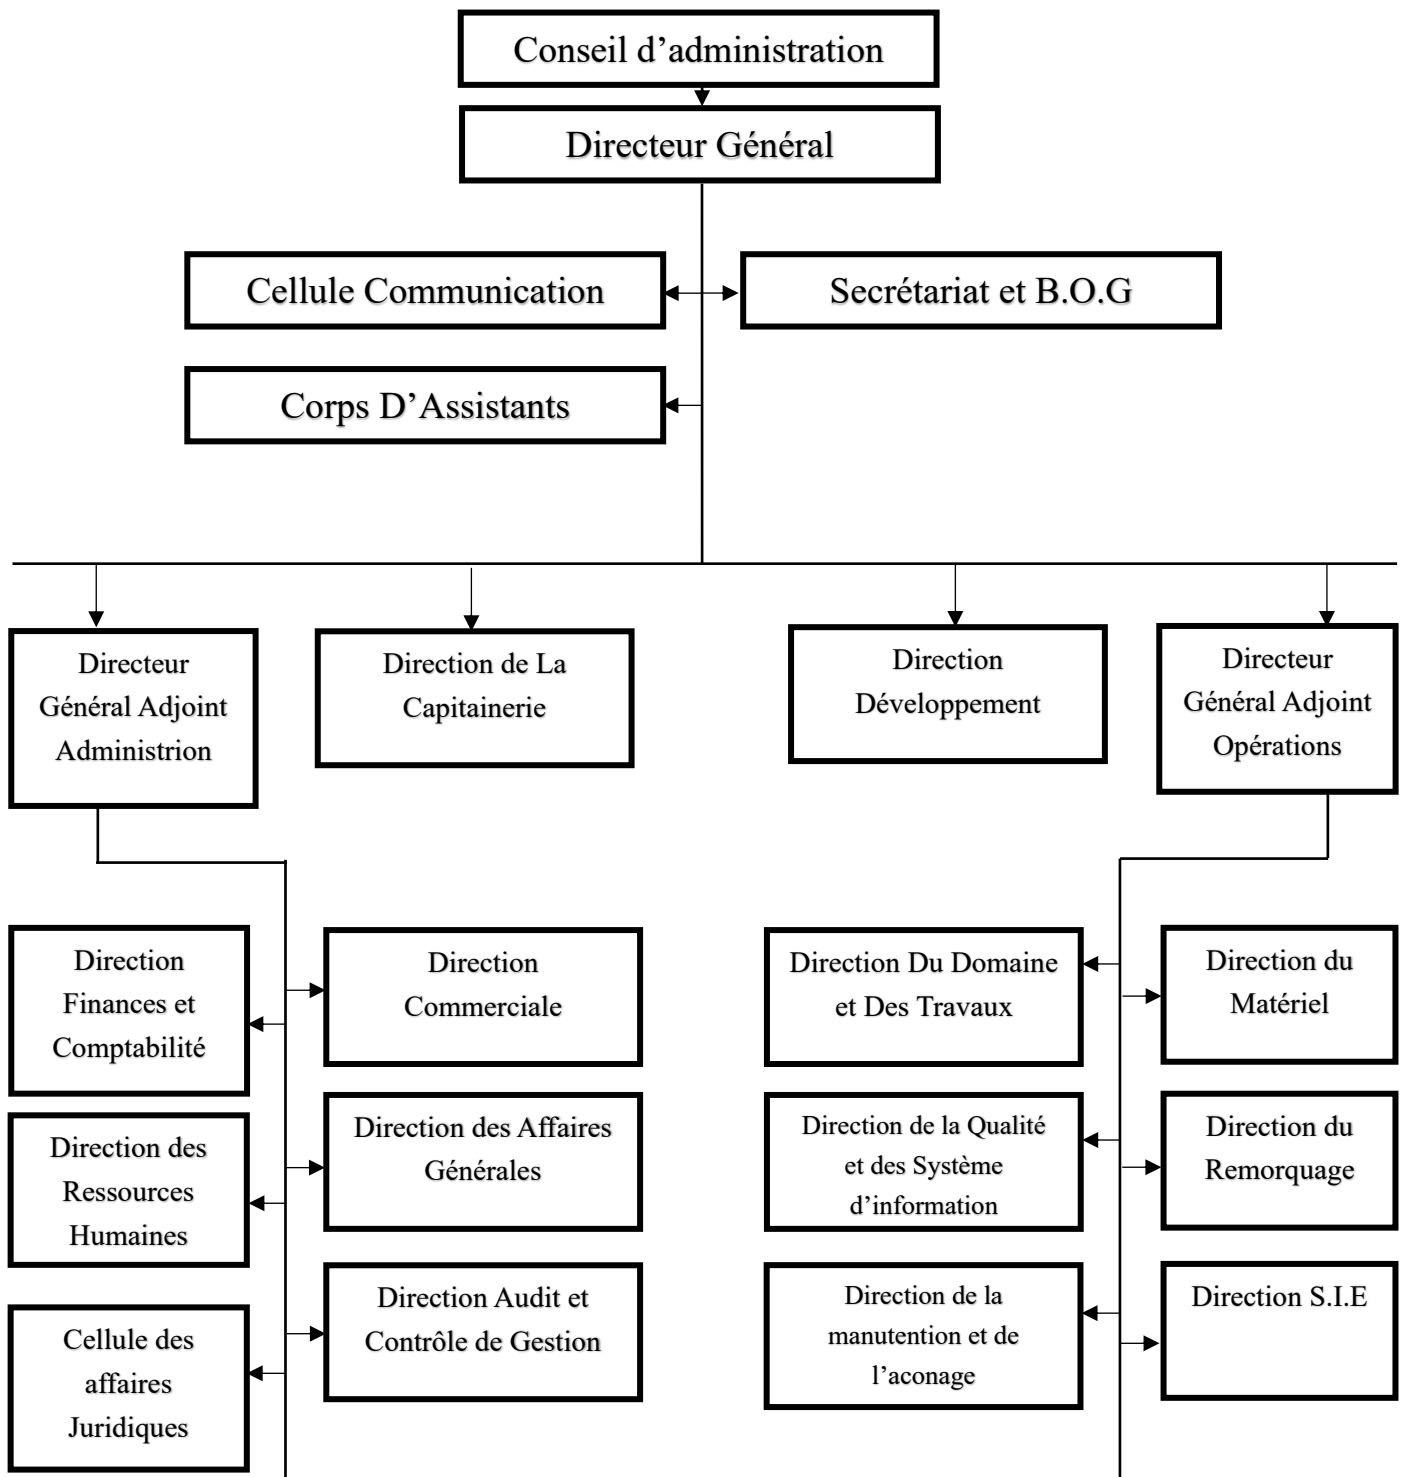 Conseil d’administration
Directeur Général
Cellule Communication
Secrétariat et B.O.G
Corps D’Assistants
Directeur
Général Adjoint
Administrion
Direction de La
Capitainerie
Direction
Développement
Directeur
Général Adjoint
Opérations
Direction
Finances et
Comptabilité
Direction
Commerciale
Direction Du Domaine
et Des Travaux
Direction du
Matériel
Direction des
Ressources
Humaines
Direction des Affaires
Générales
Direction de la Qualité
et des Système
d’information
Direction du
Remorquage
Cellule des
affaires
Juridiques
Direction Audit et
Contrôle de Gestion
Direction de la
manutention et de
l’aconage
Direction S.I.E